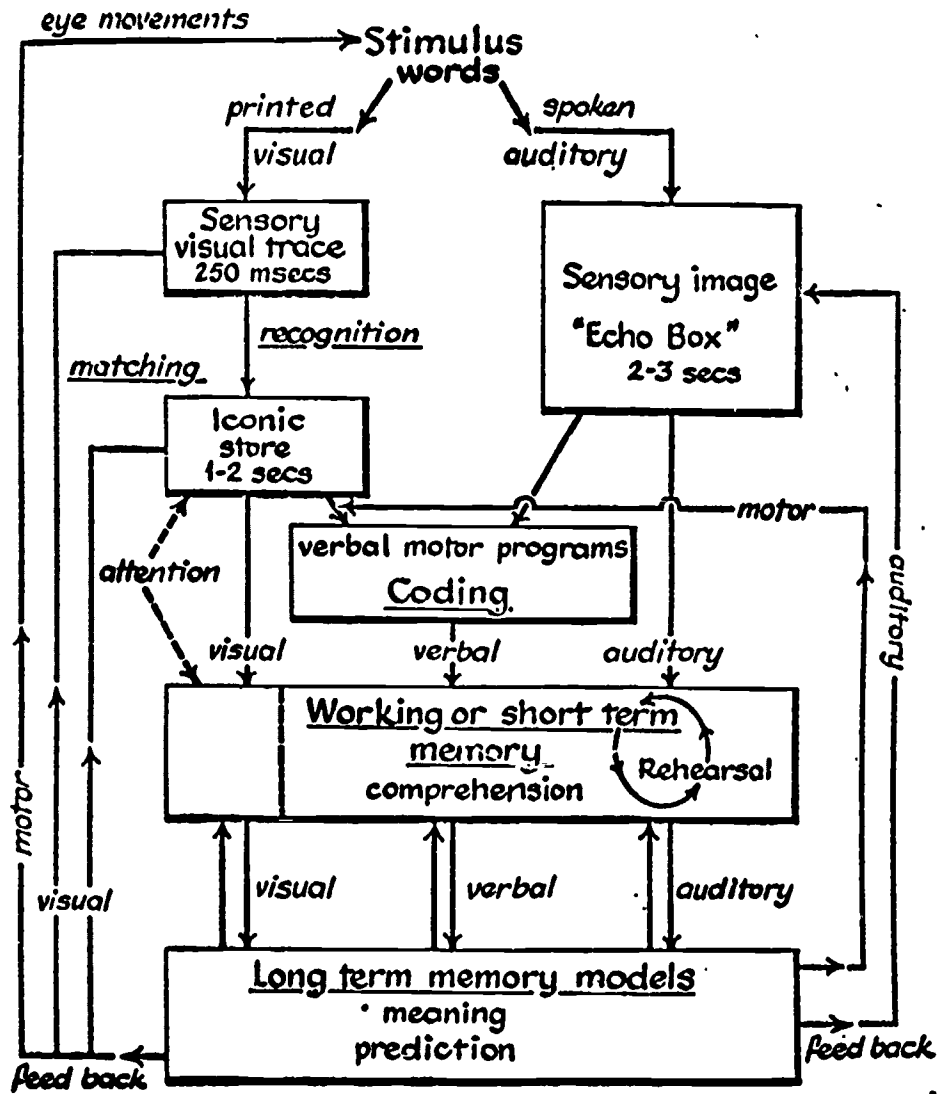 eye movements
Stimulus
words
printed
visual
spoken
auditory
Sensory
visual trace
250 msecs
Sensory image
"Echo Box"
2-3 secs
recognition
matching
Iconic
store
1-2 secs
motor
verbal motor programs
Coding
attention
auditory
visual
verbal
auditory
Working or short term
memory
comprehension
Rehearsal
motor
visual
visual
verbal
auditory
Long term memory models
meaning
prediction
feed back
feed back